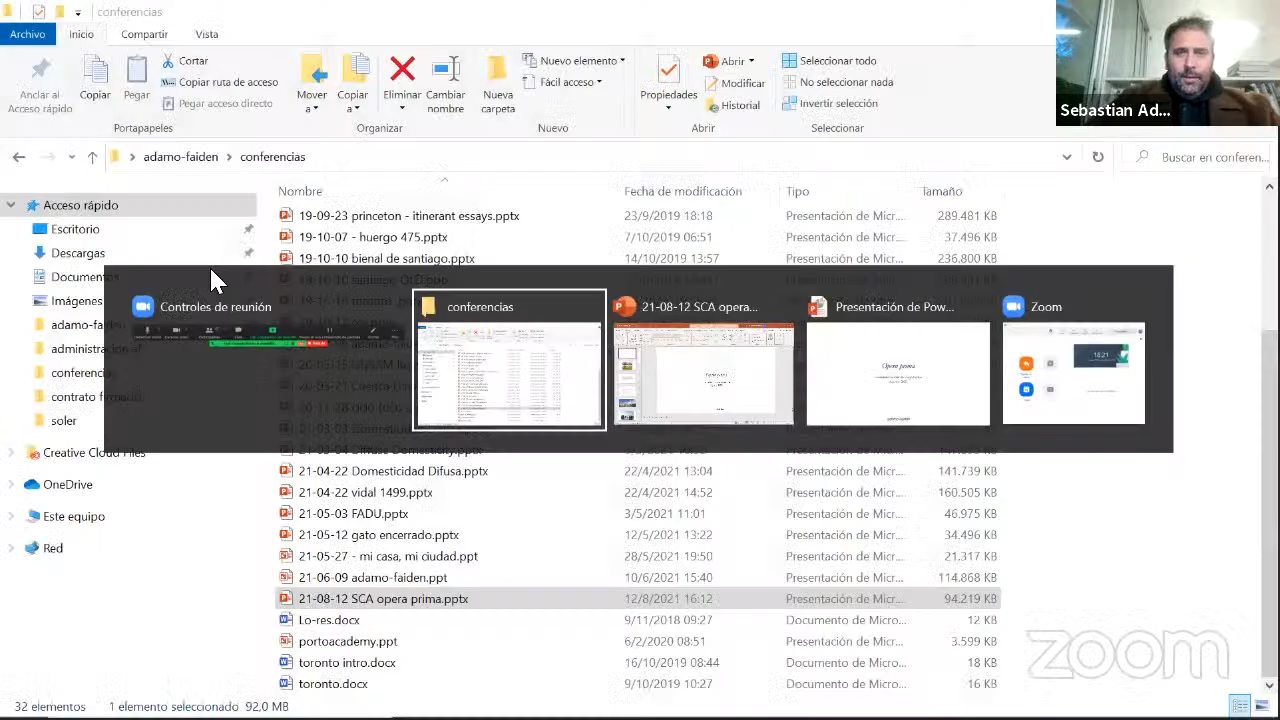 conferencias
Archivo Inicio Compartir Vista
Anclar al Acceso rápido
Copiar
Pegar
Cortar
Copiar ruta de acceso
Pegar acceso directo
Portapapeles
Mover a
Copiar a
Eliminar
Cambiar nombre
Organizar
Nueva carpeta
Nuevo elemento
Fácil acceso
Nuevo
Propiedades
Abrir
Modificar
Historial
Abrir
Seleccionar todo
No seleccionar nada
Invertir selección
Seleccionar
Sebastian Ad...
adamo-faiden conferencias
Buscar en conferen...
Nombre Fecha de modificación Tipo Tamaño
Acceso rápido
Escritorio
Descargas
Documentos
Imágenes
conferencia
soler
Creative Cloud Files
OneDrive
Este equipo
Red
19-09-23 princeton - itinerant essays.pptx 23/9/2019 18:18 Presentación de Micr... 289.481 KB
19-10-07 - huergo 475.pptx 7/10/2019 06:51 Presentación de Micr... 37.496 KB
19-10-10 bienal de santiago.pptx 14/10/2019 13:57 Presentación de Micr... 236.800 KB
Controles de reunión
conferencias
21-08-12 SCA opera...
Presentación de Pow...
Zoom
Opera prima
18:21
21-04-22 Domesticidad Difusa.pptx 22/4/2021 13:04 Presentación de Micr... 141.739 KB
21-04-22 vidal 1499.pptx 22/4/2021 14:52 Presentación de Micr... 160.505 KB
21-05-03 FADU.pptx 3/5/2021 11:01 Presentación de Micr... 46.975 KB
21-05-12 gato encerrado.pptx 12/5/2021 13:22 Presentación de Micr... 34.496 KB
21-05-27 - mi casa, mi ciudad.ppt 28/5/2021 19:50 Presentación de Micr... 21.317 KB
21-06-09 adamo-faiden.ppt 10/6/2021 15:40 Presentación de Micr... 114.868 KB
21-08-12 SCA opera prima.pptx 12/8/2021 16:12 Presentación de Micr... 94.219 KB
Lo-res.docx 9/11/2018 09:27 Documento de Micro... 12 KB
portoacademy.ppt 6/2/2020 08:51 Presentación de Micr... 3.599 KB
toronto intro.docx 16/10/2019 08:44 Documento de Micro... 18 KB
toronto.docx 9/10/2019 10:27 Documento de Micro... 16 KB
zoom
32 elementos 1 elemento seleccionado 92,0 MB